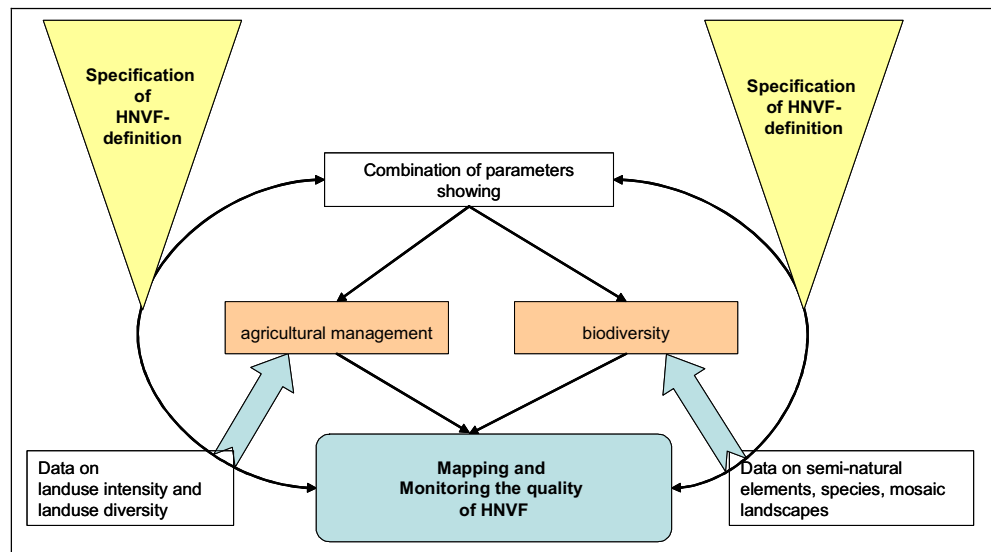 Specification
of
HNVF-
definition
Specification
of HNVF-
definition
Combination of parameters
showing
agricultural management
biodiversity
Data on
landuse intensity and
landuse diversity
Mapping and
Monitoring the quality
of HNVF
Data on semi-natural
elements, species, mosaic
landscapes